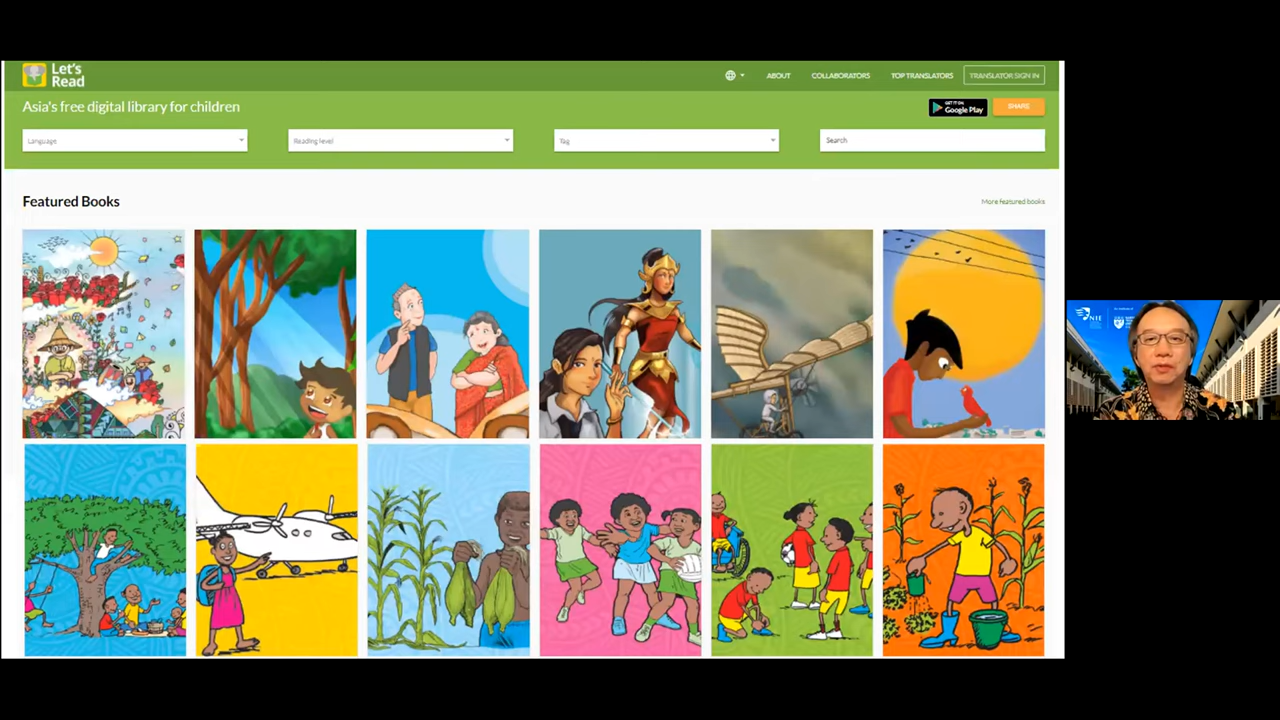 Let's
Read
ABOUT
COLLABORATORS
TOP TRANSLATORS
TRANSLATOR SIGN IN
Asia's free digital library for children
GET IT ON
Google Play
SHARE
Language
Reading level
Tag
Search
Featured Books
More featured books
NIE